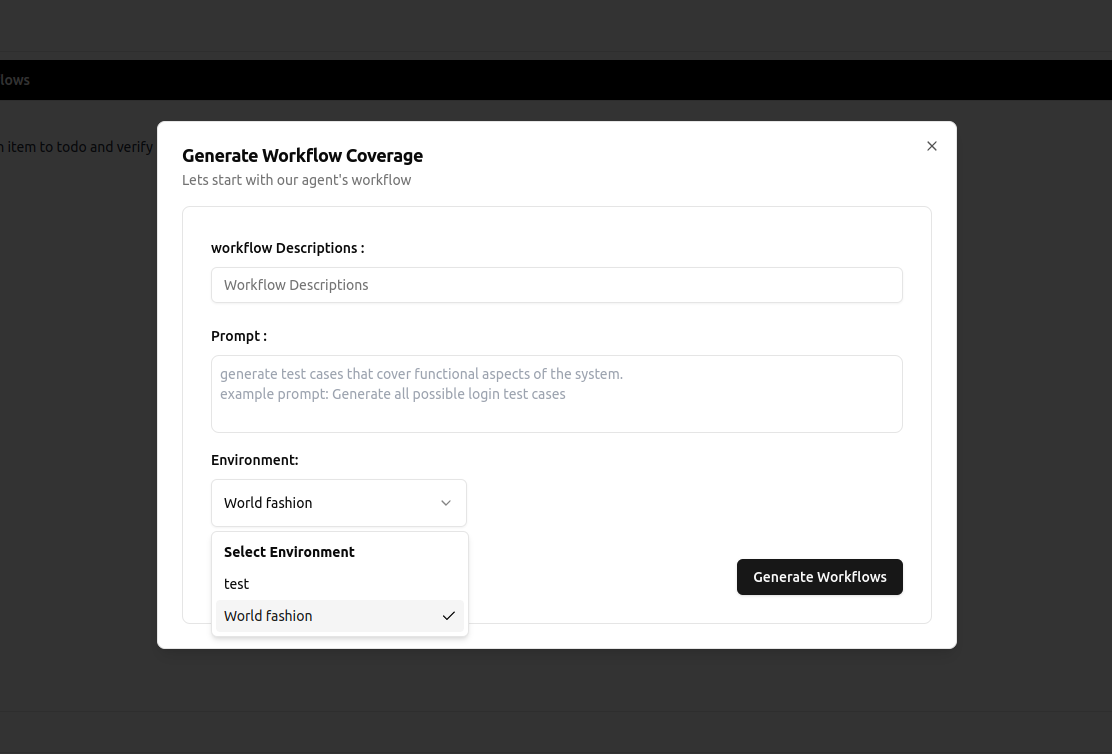 lows
n item to todo and verify
Generate Workflow Coverage
Lets start with our agent's workflow
workflow Descriptions :
Workflow Descriptions
Prompt :
generate test cases that cover functional aspects of the system.
example prompt: Generate all possible login test cases
Environment:
World fashion
Select Environment
test
World fashion
Generate Workflows